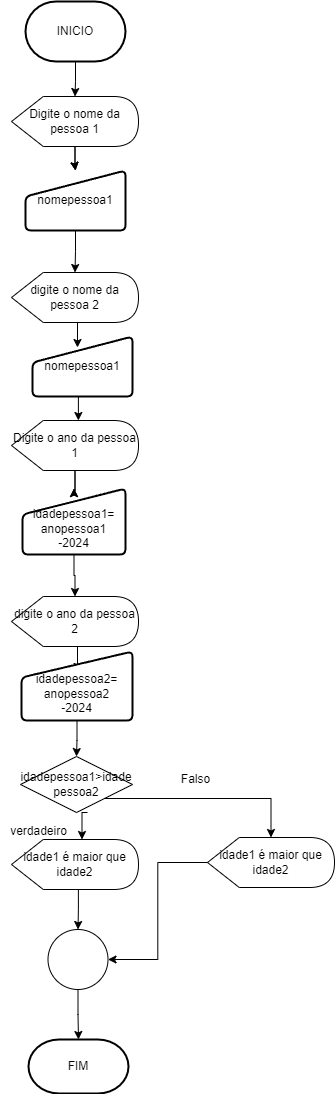 INICIO
Digite o nome da
pessoa 1
nomepessoa1
digite o nome da
pessoa 2
nomepessoa1
Digite o ano da pessoa
1
idadepessoa1=
anopessoa1
-2024
digite o ano da pessoa
2
idadepessoa2=
anopessoa2
-2024
idadepessoa1>idade
pessoa2
Falso
verdadeiro
idade1 é maior que
idade2
idade1 é maior que
idade2
FIM